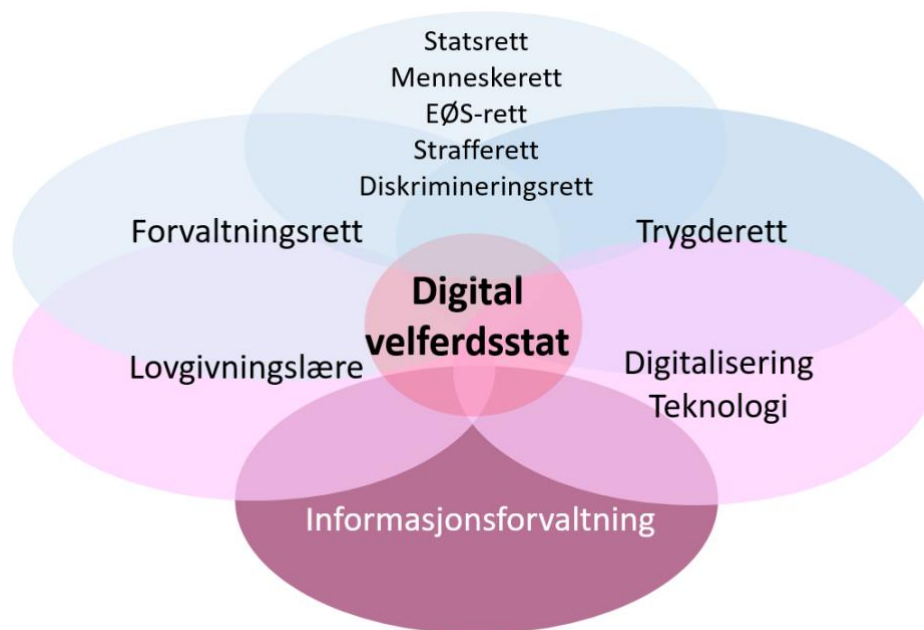 Statsrett
Menneskerett
EØS-rett
Strafferett
Diskrimineringsrett
Forvaltningsrett
Trygderett
Digital
velferdsstat
Lovgivningslære
Digitalisering
Teknologi
Informasjonsforvaltning